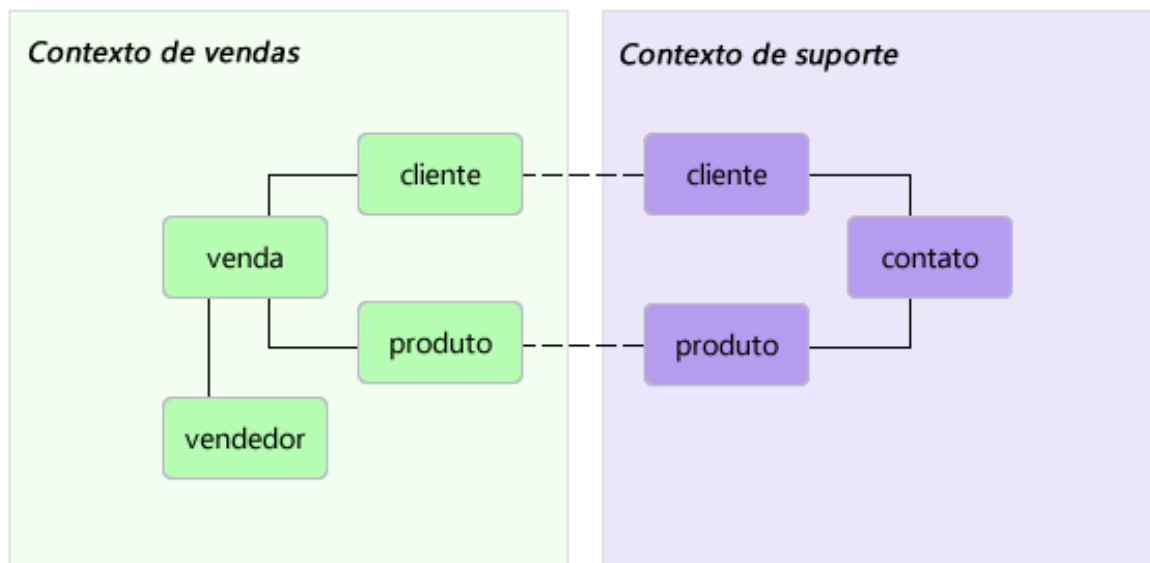 Contexto de vendas
cliente
venda
produto
vendedor
Contexto de suporte
cliente
contato
produto